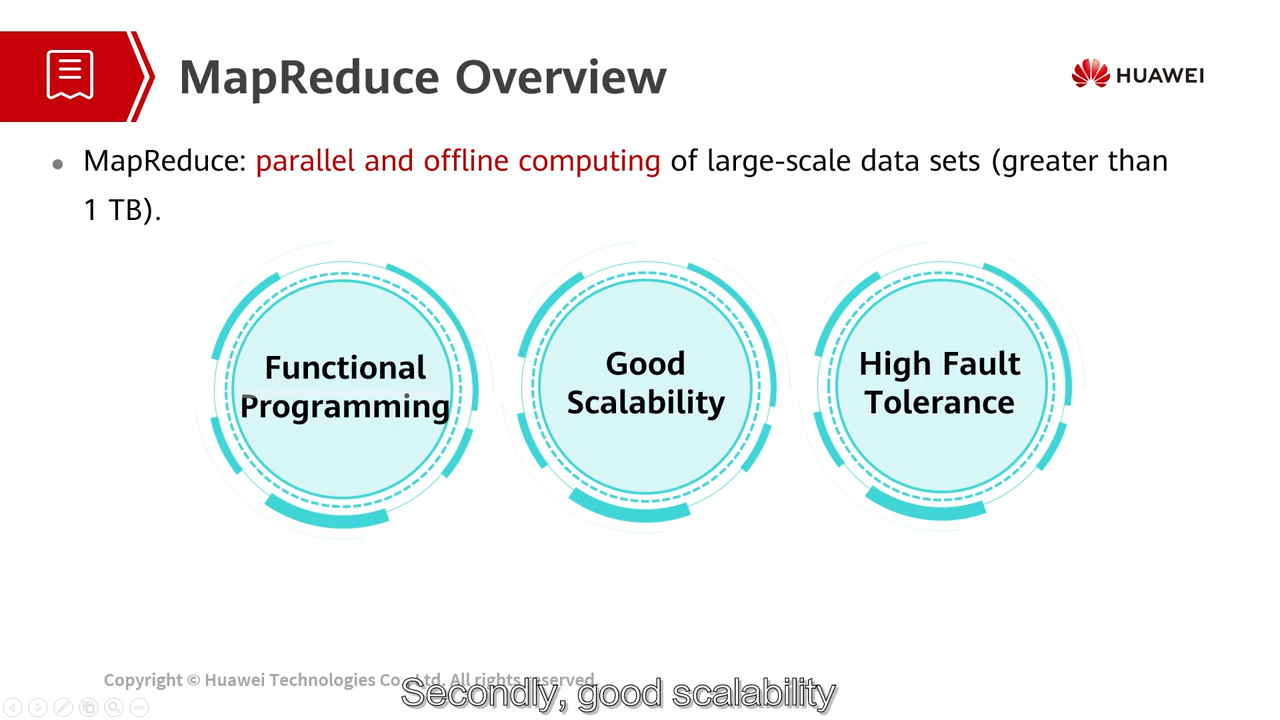 MapReduce Overview
HUAWEI
• MapReduce: parallel and offline computing of large-scale data sets (greater than
1 TB).
Functional
Programming
Good
Scalability
High Fault
Tolerance
Copyright © Huawei Technologies Co., Ltd. All rights reserved.
Secondly, good scalability